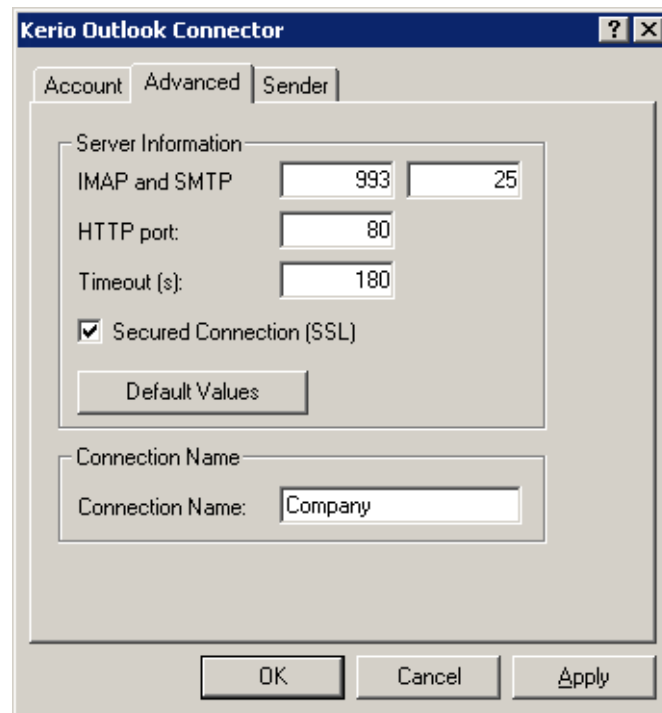 Kerio Outlook Connector
Account Advanced Sender
Server Information
IMAP and SMTP 993 25
HTTP port: 80
Timeout (s): 180
Secured Connection (SSL)
Default Values
Connection Name
Connection Name: Company
OK Cancel Apply